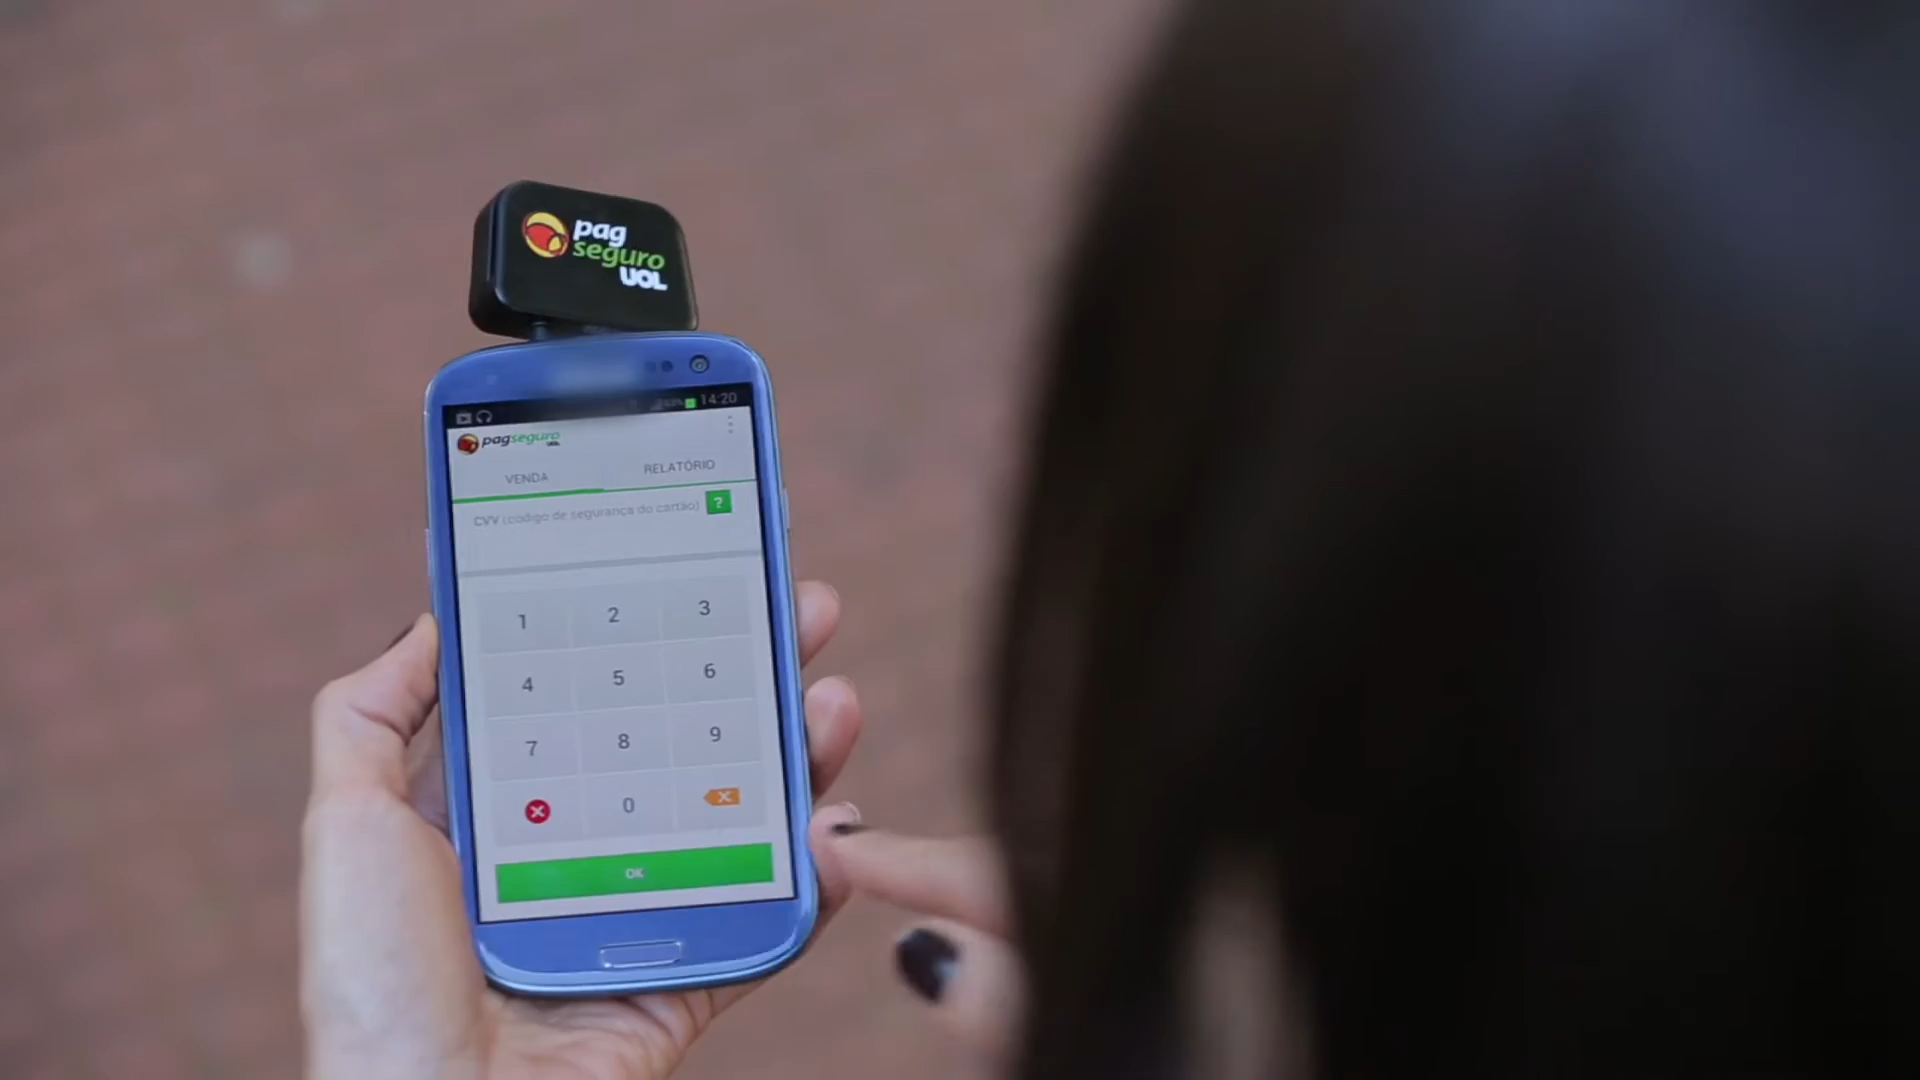 pag
seguro
UOL
14:20
pagseguro
UOL
VENDA
RELATÓRIO
CVV (código de segurança do cartão)
?
1 2 3
4 5 6
7 8 9
0
OK